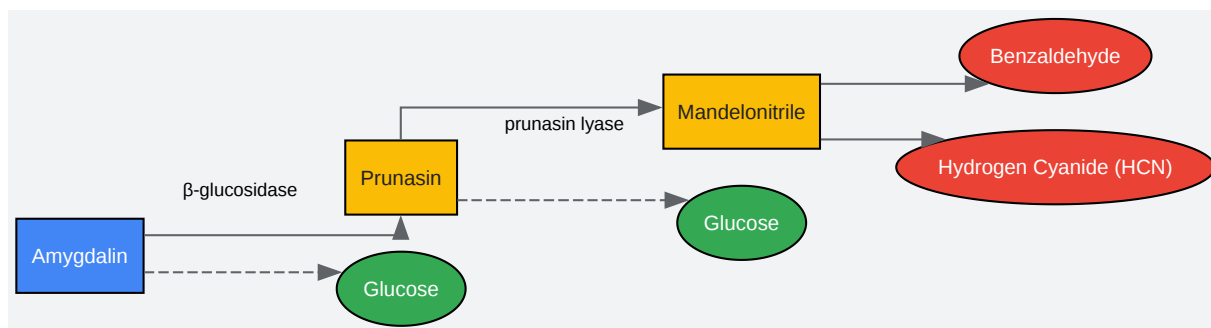 Benzaldehyde
Mandelonitrile
prunasin lyase
Hydrogen Cyanide (HCN)
Prunasin
β-glucosidase
Glucose
Amygdalin
Glucose